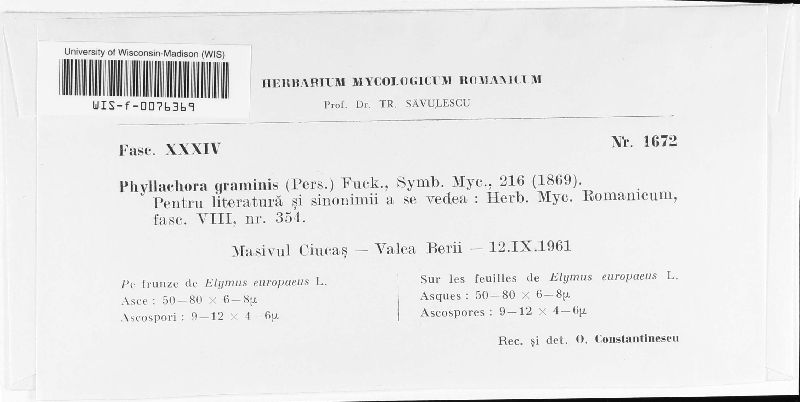 University of Wisconsin-Madison (WIS)
WIS-f-0076369
HERBARIUM MYCOLOGICUM ROMANICUM
Prof. Dr. TR. SĂVULESCU
Fasc. XXXIV
Nr. 1672
Phyllachora graminis (Pers.) Fuck., Symb. Myc., 216 (1869).
Pentru literatură și sinonimii a se vedea : Herb. Myc. Romanicum,
fasc. VIII, nr. 354.
Masivul Ciucaș — Valea Berii — 12.IX.1961
Pe frunze de Elymus europaeus L.
Asce : 50—80 × 6—8µ
Ascospori : 9—12 × 4—6µ
Sur les feuilles de Elymus europaeus L.
Asques : 50—80 × 6—8µ
Ascospores : 9—12 × 4—6µ
Rec. și det. O. Constantinescu